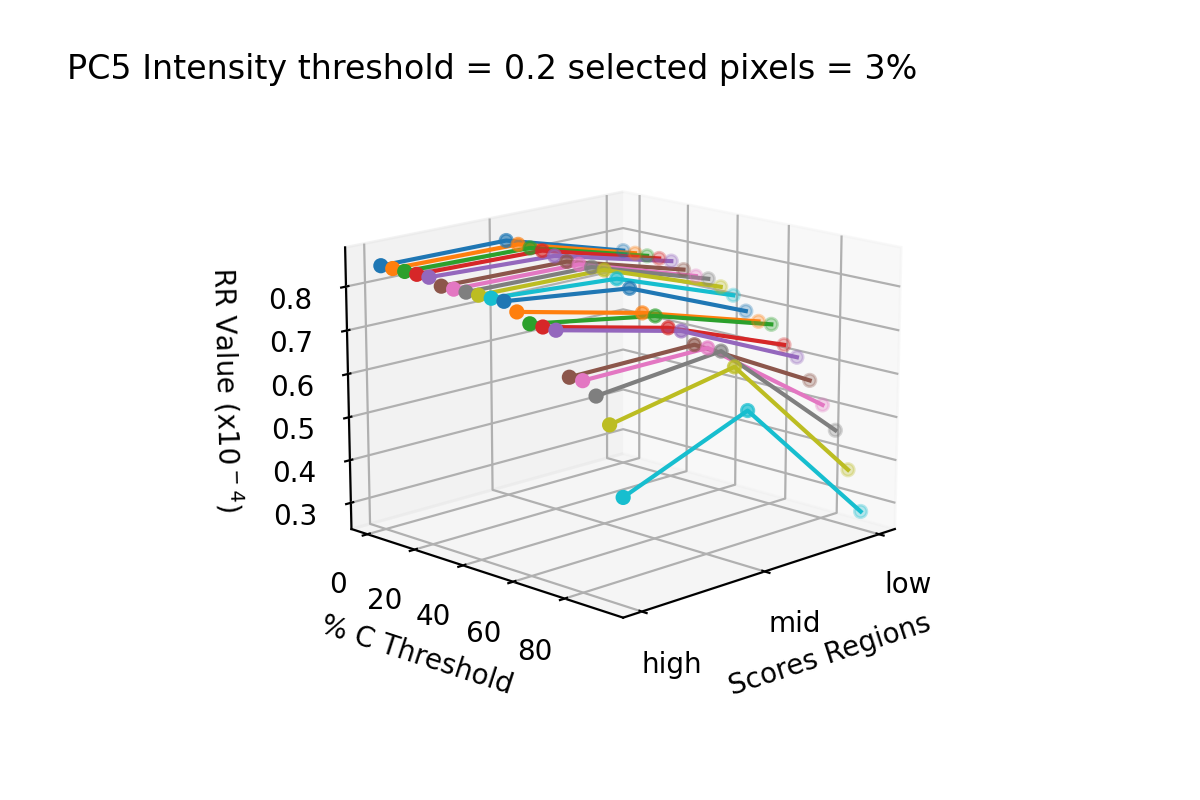 PC5 Intensity threshold = 0.2 selected pixels = 3%
RR Value (x10⁻⁴)
0.8
0.7
0.6
0.5
0.4
0.3
0
20
40
60
80
% C Threshold
high
mid
low
Scores Regions